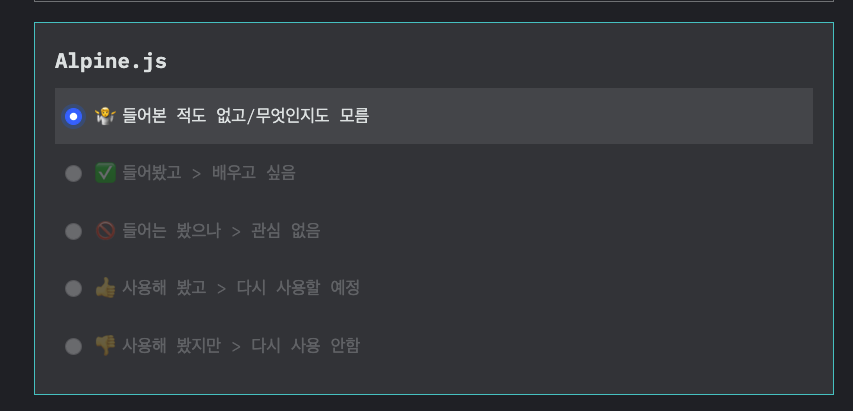 Alpine.js
🤷 들어본 적도 없고/무엇인지도 모름
✅ 들어봤고 > 배우고 싶음
🚫 들어는 봤으나 > 관심 없음
👍 사용해 봤고 > 다시 사용할 예정
👎 사용해 봤지만 > 다시 사용 안함